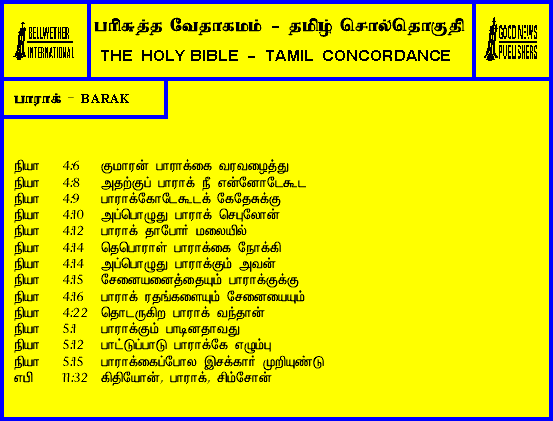 BELLWETHER
INTERNATIONAL
பரிசுத்த வேதாகமம் - தமிழ் சொல்தொகுதி
THE HOLY BIBLE - TAMIL CONCORDANCE
GOOD NEWS
PUBLISHERS
பாராக் - BARAK
நியா 4:6 குமாரன் பாராக்கை வரவழைத்து
நியா 4:8 அதற்குப் பாராக் நீ என்னோடேகூட
நியா 4:9 பாராக்கோடேகூடக் கேதேசுக்கு
நியா 4:10 அப்பொழுது பாராக் செபுலோன்
நியா 4:12 பாராக் தாபோர் மலையில்
நியா 4:14 தெபொராள் பாராக்கை நோக்கி
நியா 4:14 அப்பொழுது பாராக்கும் அவன்
நியா 4:15 சேனையனைத்தையும் பாராக்குக்கு
நியா 4:16 பாராக் ரதங்களையும் சேனையையும்
நியா 4:22 தொடருகிற பாராக் வந்தான்
நியா 5:1 பாராக்கும் பாடினதாவது
நியா 5:12 பாட்டுப்பாடு பாராக்கே எழும்பு
நியா 5:15 பாராக்கைப்போல இசக்கார் முறியுண்டு
எபி 11:32 கிதியோன், பாராக், சிம்சோன்